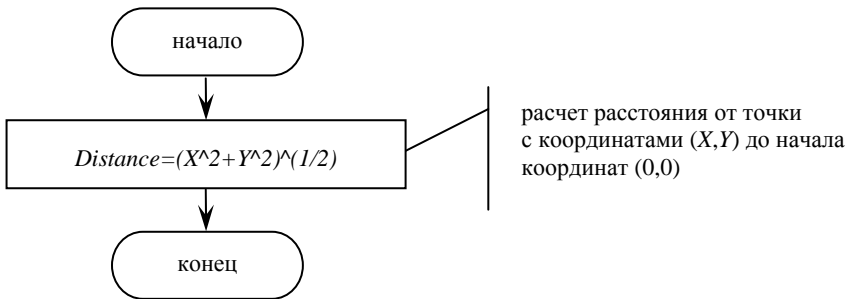 начало
Distance=(X^2+Y^2)^(1/2)
расчет расстояния от точки
с координатами (X,Y) до начала
координат (0,0)
конец